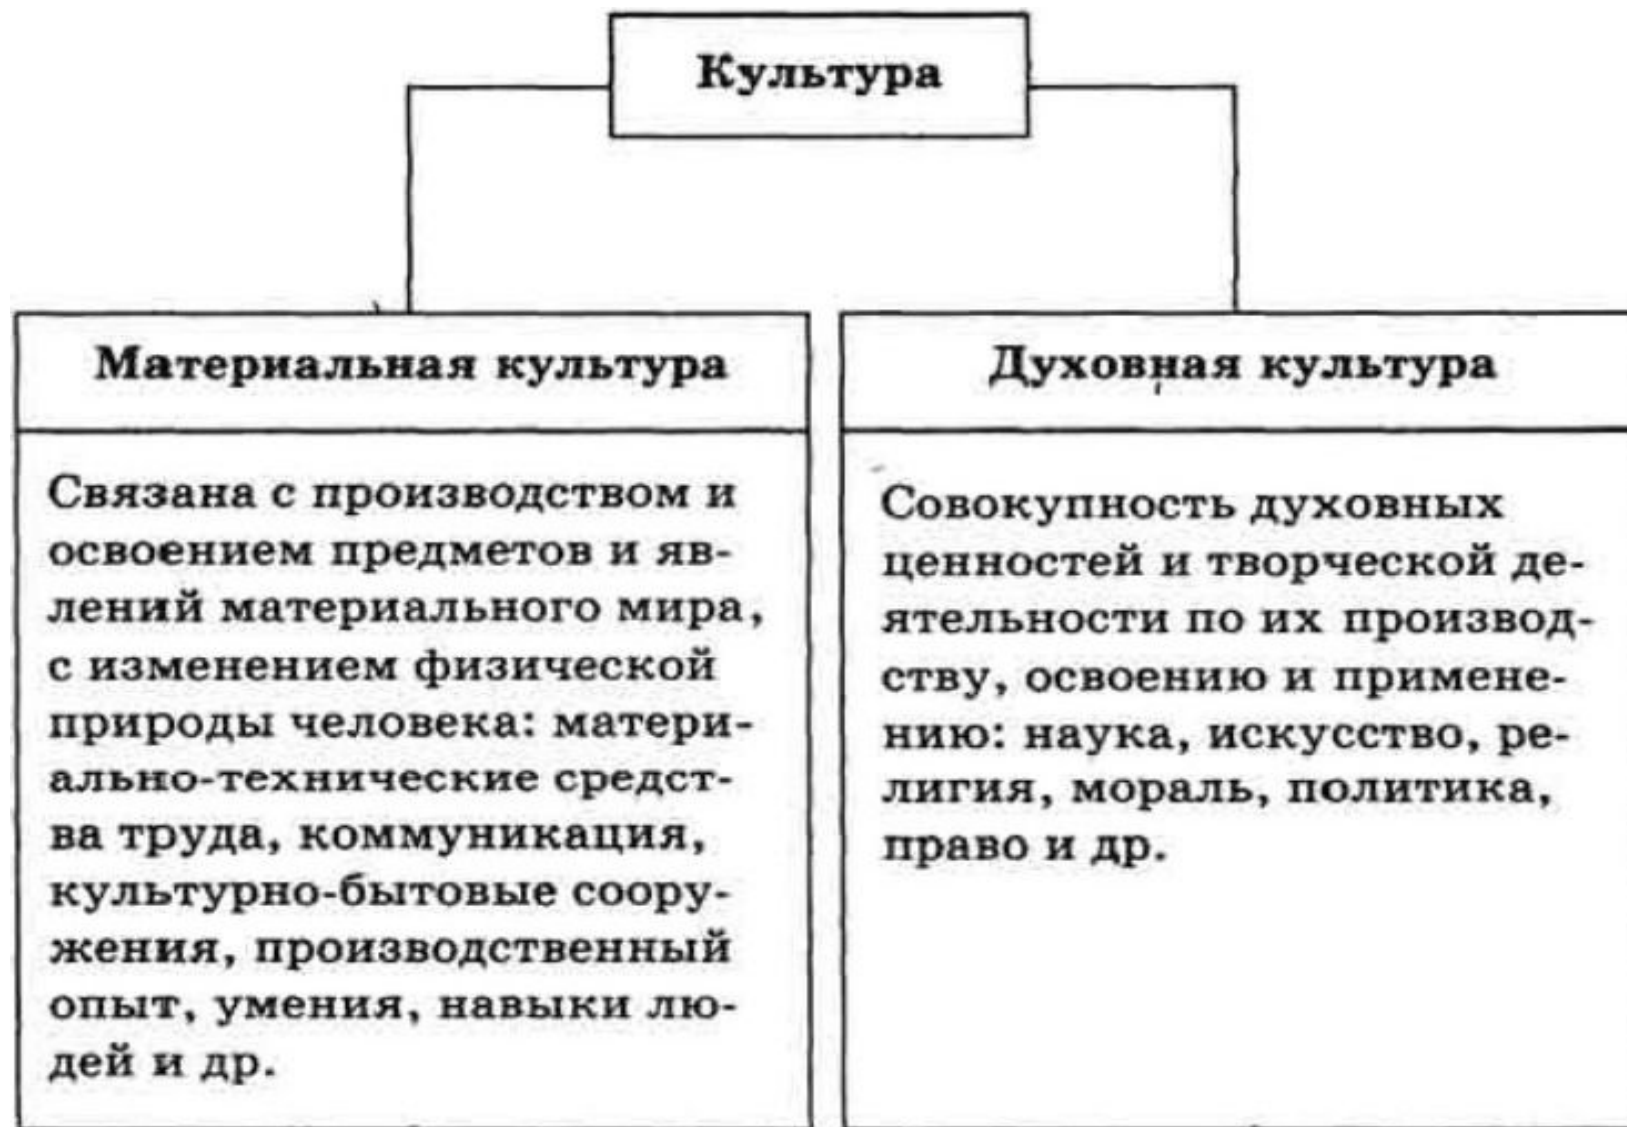 Культура
Материальная культура
Связана с производством и
освоением предметов и яв-
лений материального мира,
с изменением физической
природы человека: матери-
ально-технические средст-
ва труда, коммуникация,
культурно-бытовые соору-
жения, производственный
опыт, умения, навыки лю-
дей и др.
Духовная культура
Совокупность духовных
ценностей и творческой де-
ятельности по их производ-
ству, освоению и примене-
нию: наука, искусство, ре-
лигия, мораль, политика,
право и др.